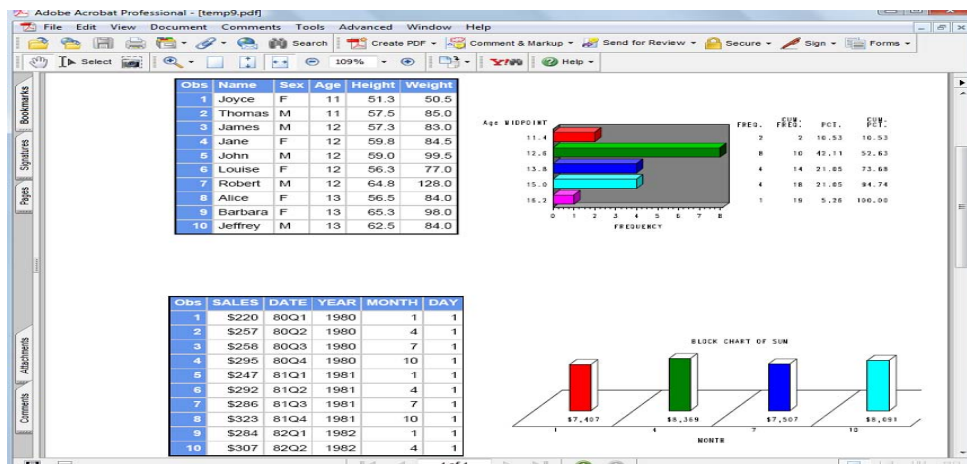 Adobe Acrobat Professional - [temp9.pdf]
File Edit View Document Comments Tools Advanced Window Help
Search Create PDF Comment & Markup Send for Review Secure Sign Forms
Select 109% Y! Help
Bookmarks
Signatures
Pages
Attachments
Comments
Obs Name Sex Age Height Weight
1 Joyce F 11 51.3 50.5
2 Thomas M 11 57.5 85.0
3 James M 12 57.3 83.0
4 Jane F 12 59.8 84.5
5 John M 12 59.0 99.5
6 Louise F 12 56.3 77.0
7 Robert M 12 64.8 128.0
8 Alice F 13 56.5 84.0
9 Barbara F 13 65.3 98.0
10 Jeffrey M 13 62.5 84.0
Age MIDPOINT FREQ. CUM. FREQ. PCT. CUM. PCT.
11.4 2 2 10.53 10.53
12.6 8 10 42.11 52.63
13.8 4 14 21.05 73.68
15.0 4 18 21.05 94.74
16.2 1 19 5.26 100.00
0 1 2 3 4 5 6 7 8
FREQUENCY
Obs SALES DATE YEAR MONTH DAY
1 $220 80Q1 1980 1 1
2 $257 80Q2 1980 4 1
3 $258 80Q3 1980 7 1
4 $295 80Q4 1980 10 1
5 $247 81Q1 1981 1 1
6 $292 81Q2 1981 4 1
7 $286 81Q3 1981 7 1
8 $323 81Q4 1981 10 1
9 $284 82Q1 1982 1 1
10 $307 82Q2 1982 4 1
BLOCK CHART OF SUM
$7,407 $8,369 $7,507 $8,091
1 4 7 10
MONTH
1 of 1